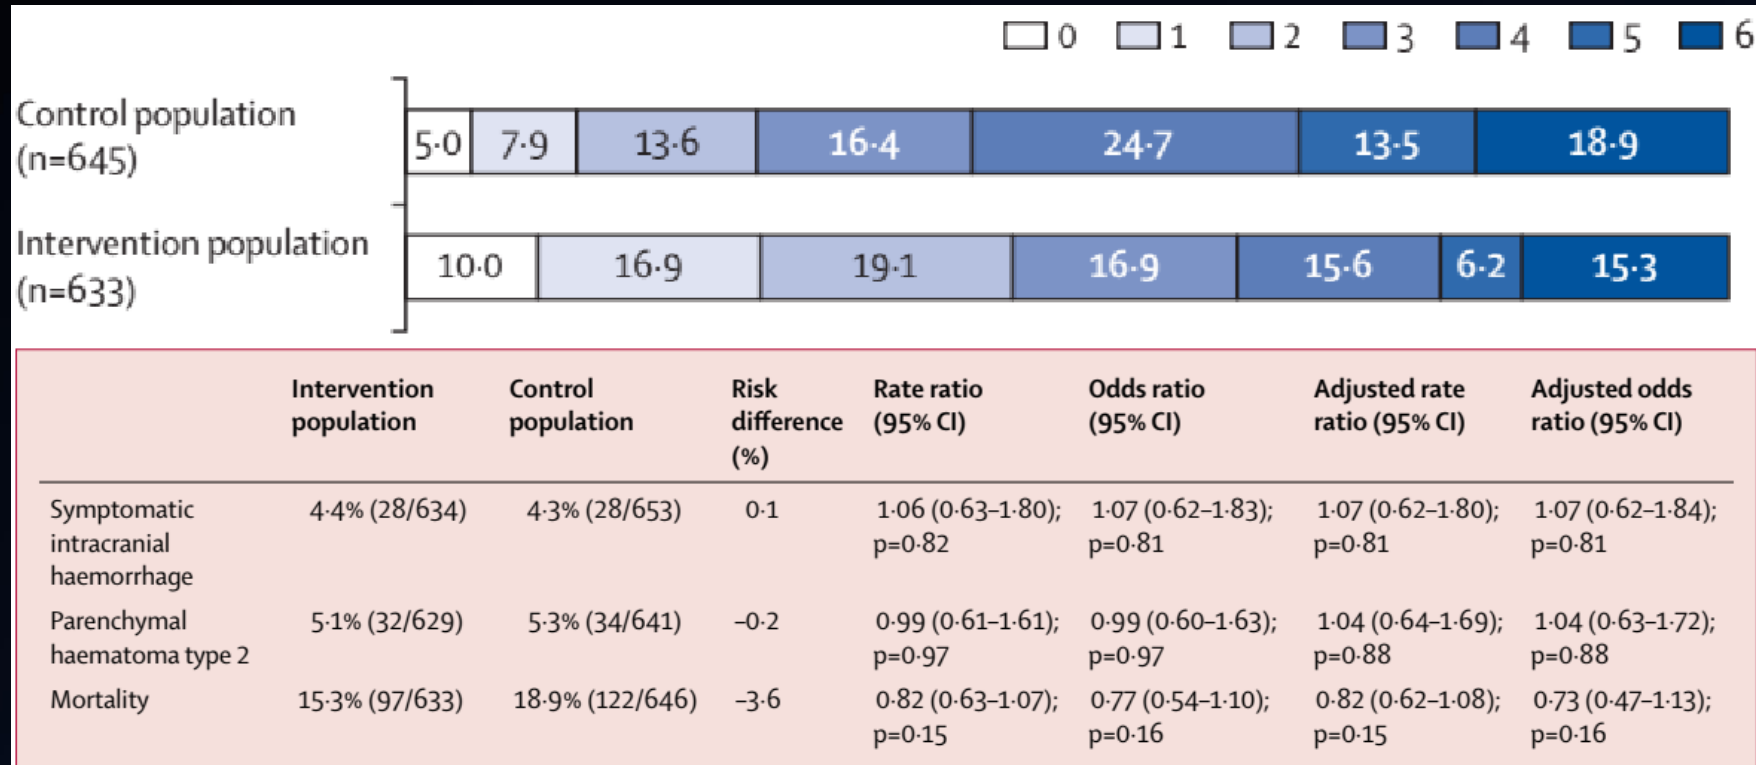 0 1 2 3 4 5 6
Control population
(n=645)
5·0 7·9 13·6 16·4 24·7 13·5 18·9
Intervention population
(n=633)
10·0 16·9 19·1 16·9 15·6 6·2 15·3
Intervention population Control population Risk difference (%) Rate ratio (95% CI) Odds ratio (95% CI) Adjusted rate ratio (95% CI) Adjusted odds ratio (95% CI)
Symptomatic intracranial haemorrhage 4·4% (28/634) 4·3% (28/653) 0·1 1·06 (0·63–1·80); p=0·82 1·07 (0·62–1·83); p=0·81 1·07 (0·62–1·80); p=0·81 1·07 (0·62–1·84); p=0·81
Parenchymal haematoma type 2 5·1% (32/629) 5·3% (34/641) –0·2 0·99 (0·61–1·61); p=0·97 0·99 (0·60–1·63); p=0·97 1·04 (0·64–1·69); p=0·88 1·04 (0·63–1·72); p=0·88
Mortality 15·3% (97/633) 18·9% (122/646) –3·6 0·82 (0·63–1·07); p=0·15 0·77 (0·54–1·10); p=0·16 0·82 (0·62–1·08); p=0·15 0·73 (0·47–1·13); p=0·16